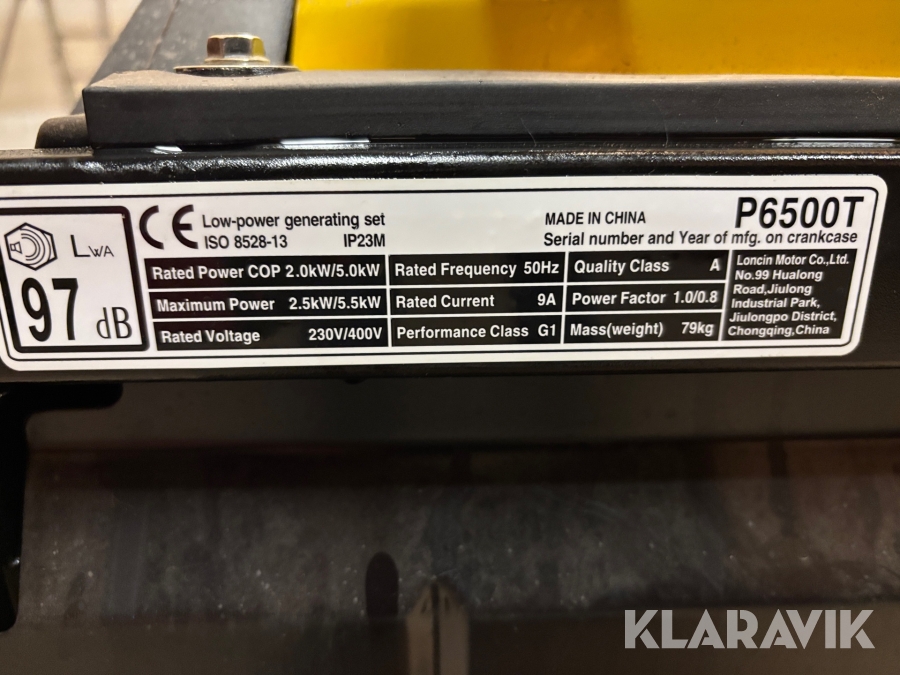 LWA
97 dB
CE Low-power generating set
ISO 8528-13 IP23M
MADE IN CHINA P6500T
Serial number and Year of mfg. on crankcase
Rated Power COP 2.0kW/5.0kW Rated Frequency 50Hz Quality Class A
Maximum Power 2.5kW/5.5kW Rated Current 9A Power Factor 1.0/0.8
Rated Voltage 230V/400V Performance Class G1 Mass(weight) 79kg
Loncin Motor Co.,Ltd.
No.99 Hualong
Road,Jiulong
Industrial Park,
Jiulongpo District,
Chongqing,China
KLARAVIK